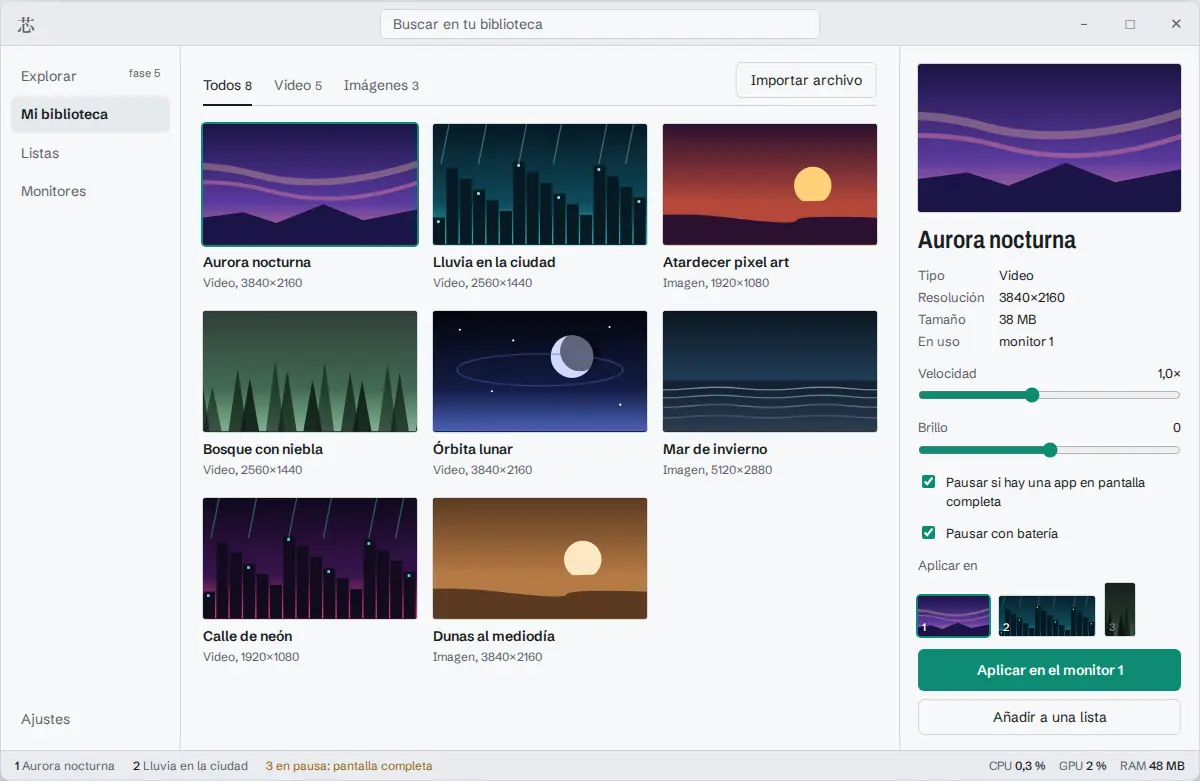 芯
Buscar en tu biblioteca
Explorar fase 5
Mi biblioteca
Listas
Monitores
Ajustes
Todos 8 Video 5 Imágenes 3
Importar archivo
Aurora nocturna
Video, 3840×2160
Lluvia en la ciudad
Video, 2560×1440
Atardecer pixel art
Imagen, 1920×1080
Bosque con niebla
Video, 2560×1440
Órbita lunar
Video, 3840×2160
Mar de invierno
Imagen, 5120×2880
Calle de neón
Video, 1920×1080
Dunas al mediodía
Imagen, 3840×2160
Aurora nocturna
Tipo Video
Resolución 3840×2160
Tamaño 38 MB
En uso monitor 1
Velocidad 1,0×
Brillo 0
Pausar si hay una app en pantalla
completa
Pausar con batería
Aplicar en
1 2 3
Aplicar en el monitor 1
Añadir a una lista
1 Aurora nocturna 2 Lluvia en la ciudad 3 en pausa: pantalla completa
CPU 0,3 % GPU 2 % RAM 48 MB